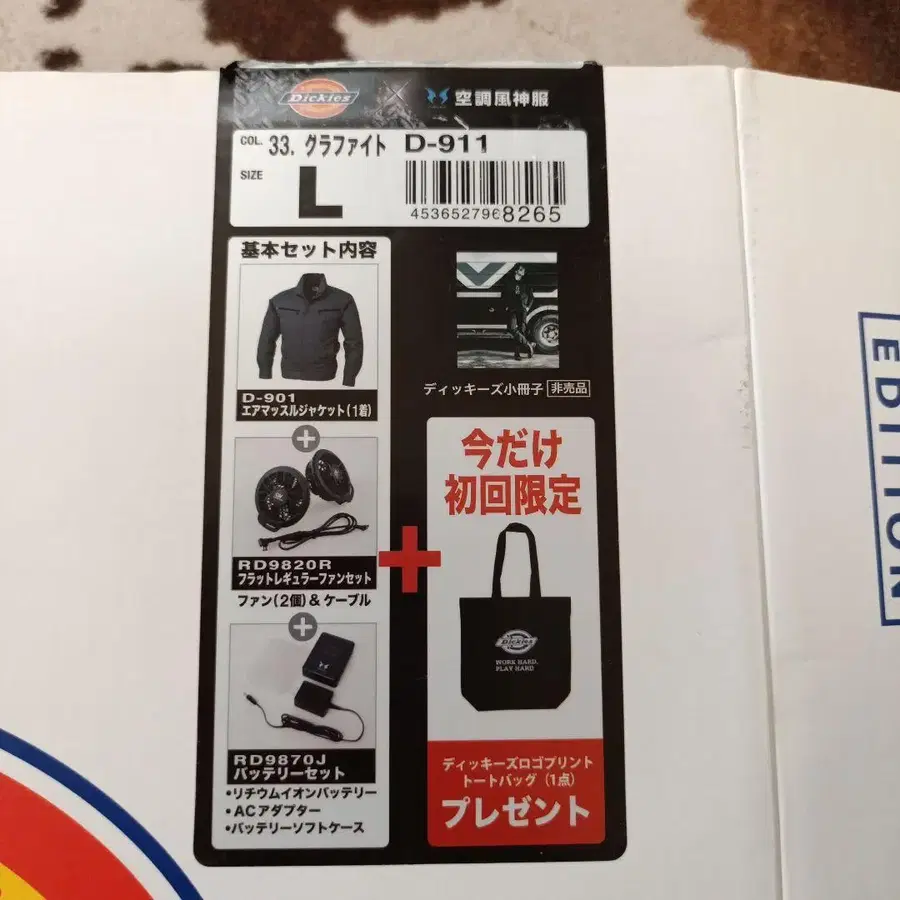 Dickies × 空調風神服
COL. 33. グラファイト D-911
SIZE L
4536527968265
基本セット内容
D-901
エアマッスルジャケット(1着)
+
RD9820R
フラットレギュラーファンセット
ファン(2個)&ケーブル
+
RD9870J
バッテリーセット
・リチウムイオンバッテリー
・ACアダプター
・バッテリーソフトケース
+
ディッキーズ小冊子 非売品
今だけ
初回限定
Dickies
WORK HARD.
PLAY HARD
ディッキーズロゴプリント
トートバッグ(1点)
プレゼント
EDITION